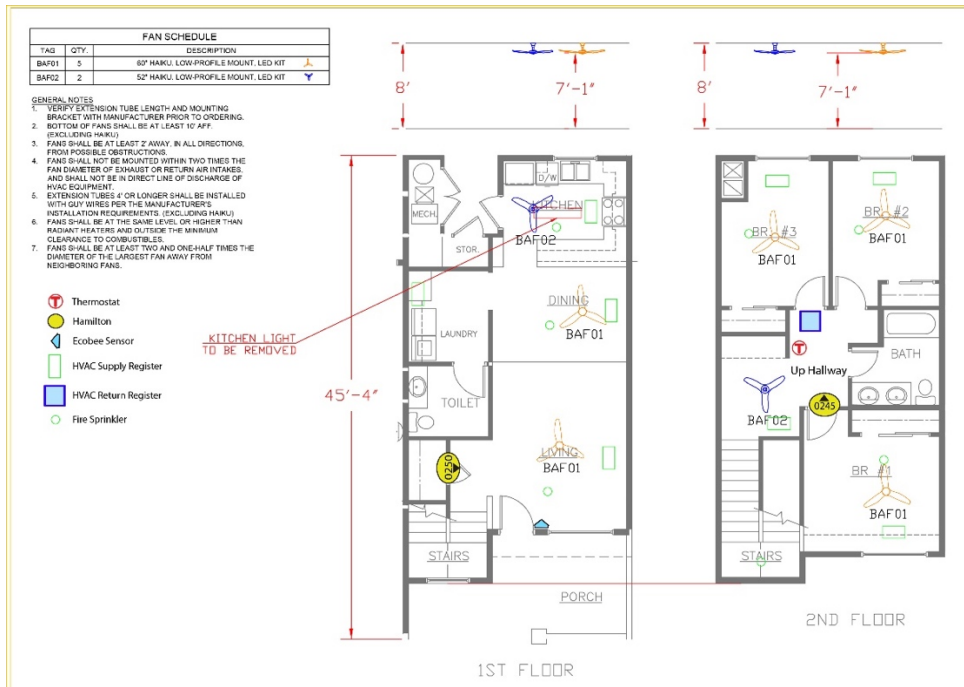 FAN SCHEDULE
TAG QTY. DESCRIPTION
BAF01 5 60" HAIKU, LOW-PROFILE MOUNT, LED KIT
BAF02 2 52" HAIKU, LOW-PROFILE MOUNT, LED KIT
GENERAL NOTES
1. VERIFY EXTENSION TUBE LENGTH AND MOUNTING
BRACKET WITH MANUFACTURER PRIOR TO ORDERING.
2. BOTTOM OF FANS SHALL BE AT LEAST 10' AFF.
(EXCLUDING HAIKU)
3. FANS SHALL BE AT LEAST 2' AWAY, IN ALL DIRECTIONS,
FROM POSSIBLE OBSTRUCTIONS.
4. FANS SHALL NOT BE MOUNTED WITHIN TWO TIMES THE
FAN DIAMETER OF EXHAUST OR RETURN AIR INTAKES,
AND SHALL NOT BE IN DIRECT LINE OF DISCHARGE OF
HVAC EQUIPMENT.
5. EXTENSION TUBES 4' OR LONGER SHALL BE INSTALLED
WITH GUY WIRES PER THE MANUFACTURER'S
INSTALLATION REQUIREMENTS. (EXCLUDING HAIKU)
6. FANS SHALL BE AT THE SAME LEVEL OR HIGHER THAN
RADIANT HEATERS AND OUTSIDE THE MINIMUM
CLEARANCE TO COMBUSTIBLES.
7. FANS SHALL BE AT LEAST TWO AND ONE-HALF TIMES THE
DIAMETER OF THE LARGEST FAN AWAY FROM
NEIGHBORING FANS.
T Thermostat
Hamilton
Ecobee Sensor
HVAC Supply Register
HVAC Return Register
Fire Sprinkler
KITCHEN LIGHT
TO BE REMOVED
8'
7'-1"
45'-4"
MECH.
STOR.
D/W
KITCHEN
BAF02
DINING
BAF01
LAUNDRY
TOILET
LIVING
BAF01
0250
STAIRS
PORCH
1ST FLOOR
8'
7'-1"
BR #3
BAF01
BR #2
BAF01
T
Up Hallway
BATH
BAF02
0245
BR #1
BAF01
STAIRS
2ND FLOOR